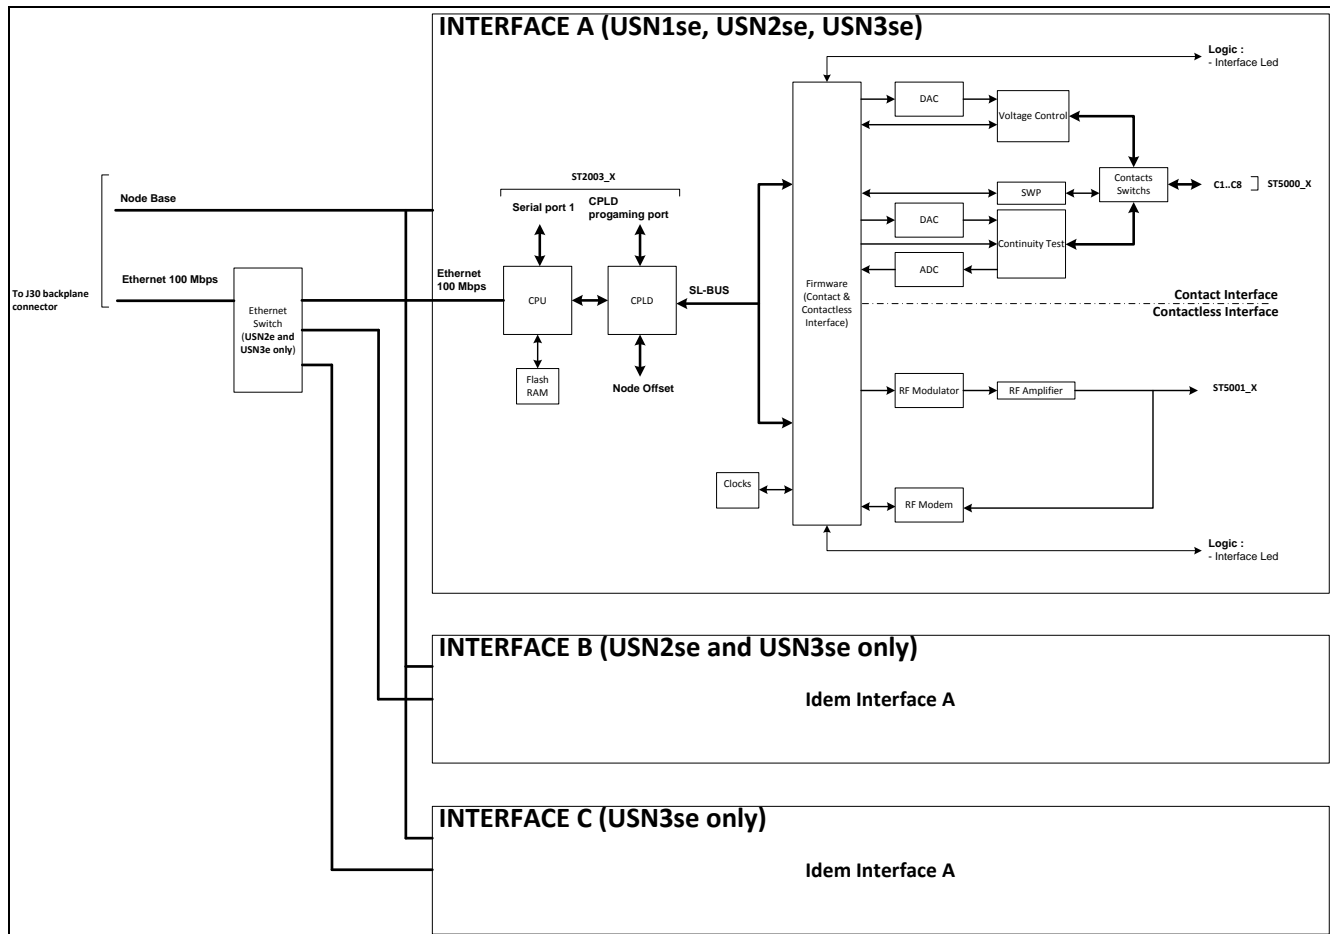 INTERFACE A (USN1se, USN2se, USN3se)
Logic :
- Interface Led
DAC
Voltage Control
ST2003_X
Contacts
Switchs
C1..C8
ST5000_X
SWP
Node Base
Serial port 1
CPLD
progaming port
DAC
Continuity Test
ADC
Ethernet 100 Mbps
Ethernet
100 Mbps
To J30 backplane
connector
CPU
CPLD
SL-BUS
Firmware
(Contact &
Contactless
Interface)
Contact Interface
Contactless Interface
Ethernet
Switch
(USN2e and
USN3e only)
Flash
RAM
Node Offset
RF Modulator
RF Amplifier
ST5001_X
Clocks
RF Modem
Logic :
- Interface Led
INTERFACE B (USN2se and USN3se only)
Idem Interface A
INTERFACE C (USN3se only)
Idem Interface A